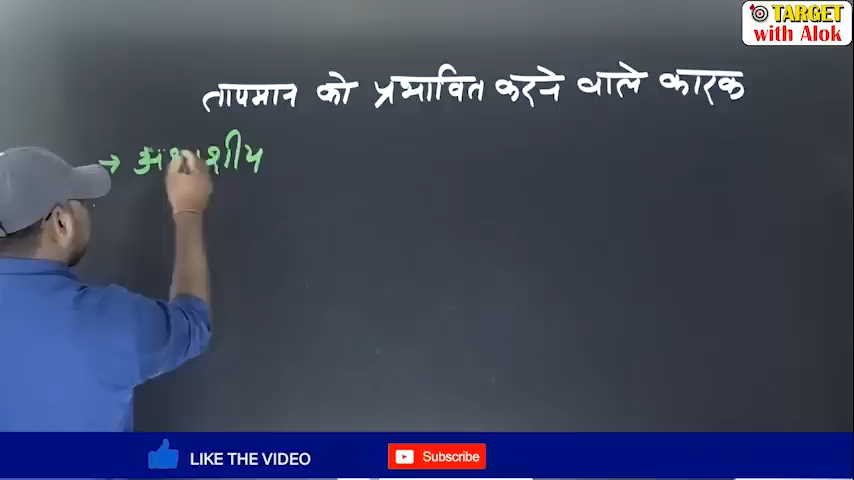 TARGET
with Alok
तापमान को प्रभावित करने वाले कारक
→
LIKE THE VIDEO
Subscribe